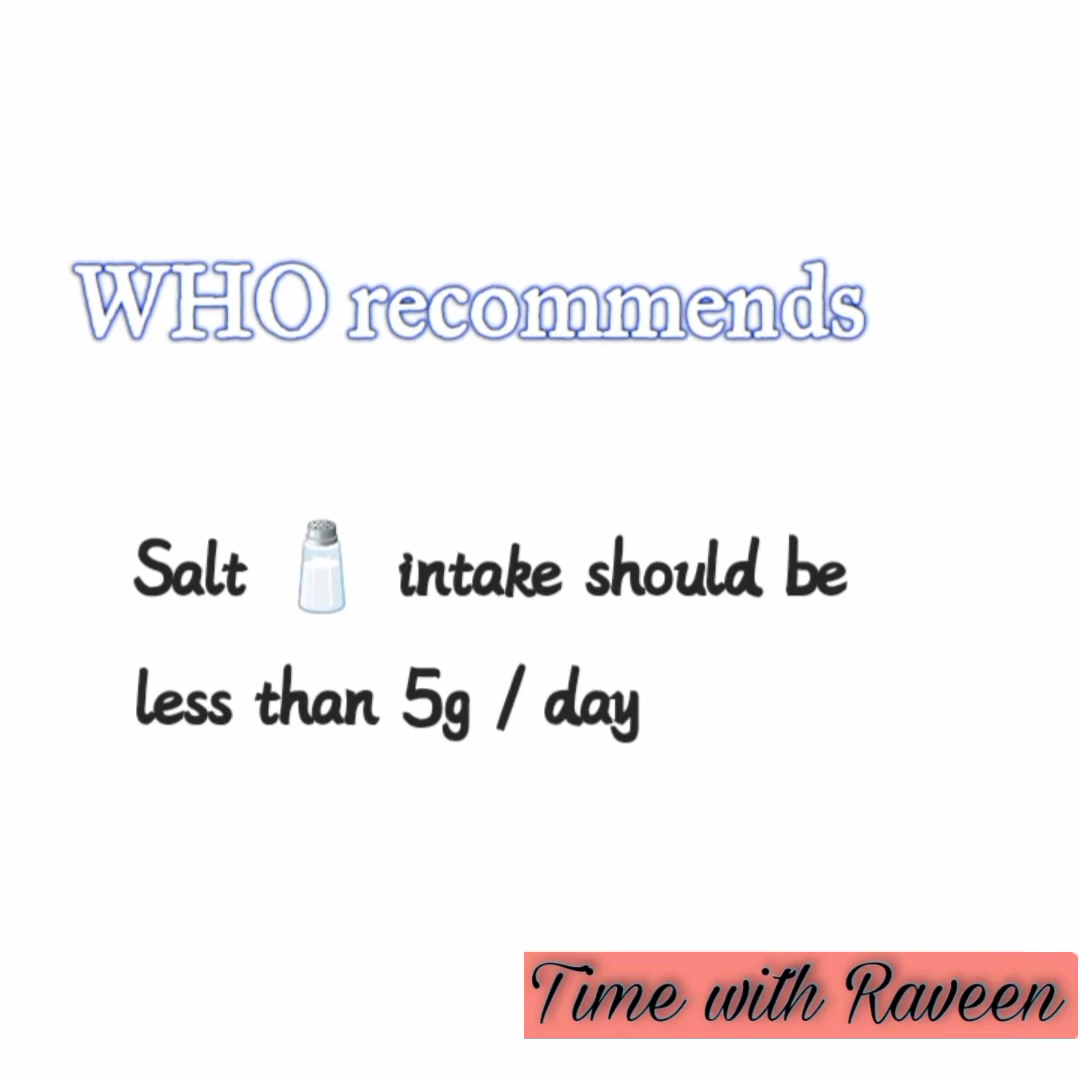 WHO recommends
Salt 🧂 intake should be
less than 5g / day
Time with Raveen